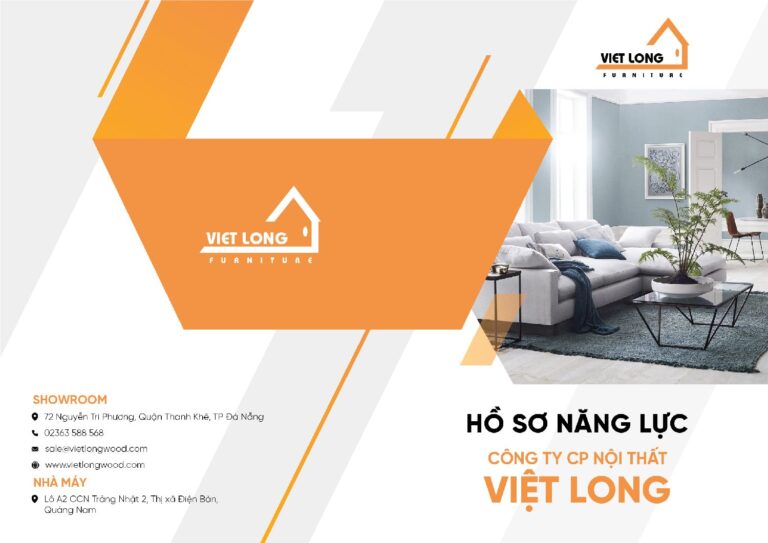 VIET LONG
FURNITURE
SHOWROOM
72 Nguyễn Tri Phương, Quận Thanh Khê, TP Đà Nẵng
02363 588 568
sale@vietlongwood.com
www.vietlongwood.com
NHÀ MÁY
Lô A2 CCN Trảng Nhật 2, Thị xã Điện Bàn,
Quảng Nam
VIET LONG
FURNITURE
HỒ SƠ NĂNG LỰC
CÔNG TY CP NỘI THẤT
VIỆT LONG